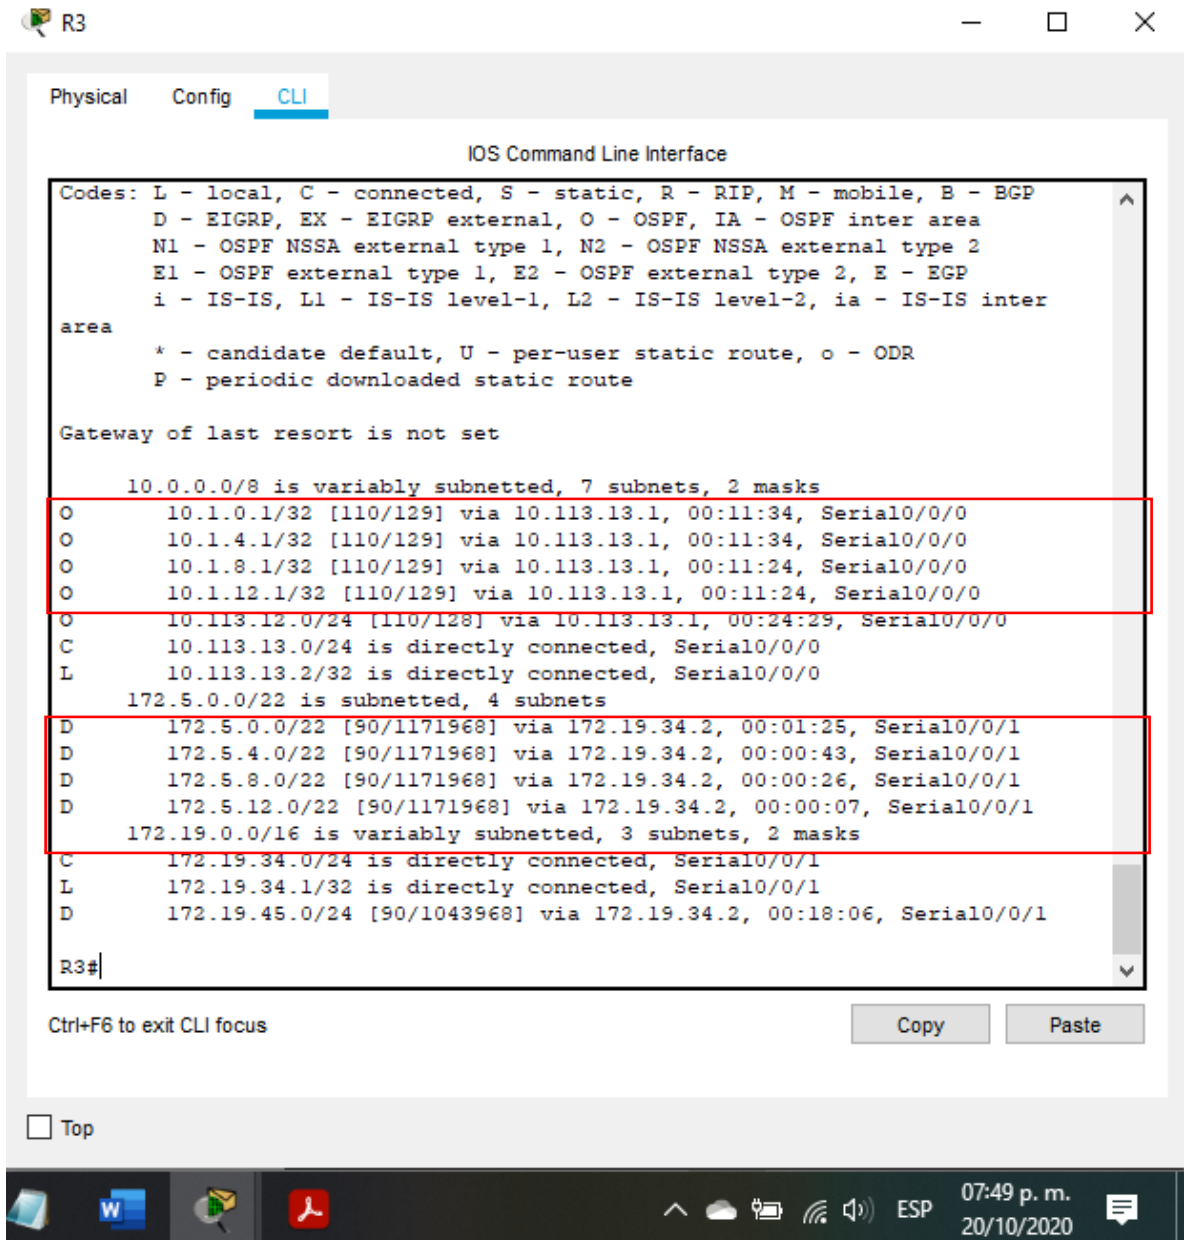 R3
Physical Config CLI
IOS Command Line Interface
Codes: L - local, C - connected, S - static, R - RIP, M - mobile, B - BGP
D - EIGRP, EX - EIGRP external, O - OSPF, IA - OSPF inter area
N1 - OSPF NSSA external type 1, N2 - OSPF NSSA external type 2
E1 - OSPF external type 1, E2 - OSPF external type 2, E - EGP
i - IS-IS, L1 - IS-IS level-1, L2 - IS-IS level-2, ia - IS-IS inter
area
* - candidate default, U - per-user static route, o - ODR
P - periodic downloaded static route
Gateway of last resort is not set
10.0.0.0/8 is variably subnetted, 7 subnets, 2 masks
O 10.1.0.1/32 [110/129] via 10.113.13.1, 00:11:34, Serial0/0/0
O 10.1.4.1/32 [110/129] via 10.113.13.1, 00:11:34, Serial0/0/0
O 10.1.8.1/32 [110/129] via 10.113.13.1, 00:11:24, Serial0/0/0
O 10.1.12.1/32 [110/129] via 10.113.13.1, 00:11:24, Serial0/0/0
O 10.113.12.0/24 [110/128] via 10.113.13.1, 00:24:29, Serial0/0/0
C 10.113.13.0/24 is directly connected, Serial0/0/0
L 10.113.13.2/32 is directly connected, Serial0/0/0
172.5.0.0/22 is subnetted, 4 subnets
D 172.5.0.0/22 [90/1171968] via 172.19.34.2, 00:01:25, Serial0/0/1
D 172.5.4.0/22 [90/1171968] via 172.19.34.2, 00:00:43, Serial0/0/1
D 172.5.8.0/22 [90/1171968] via 172.19.34.2, 00:00:26, Serial0/0/1
D 172.5.12.0/22 [90/1171968] via 172.19.34.2, 00:00:07, Serial0/0/1
172.19.0.0/16 is variably subnetted, 3 subnets, 2 masks
C 172.19.34.0/24 is directly connected, Serial0/0/1
L 172.19.34.1/32 is directly connected, Serial0/0/1
D 172.19.45.0/24 [90/1043968] via 172.19.34.2, 00:18:06, Serial0/0/1
R3#
Ctrl+F6 to exit CLI focus
Copy Paste
Top
W ESP 07:49 p. m.
20/10/2020